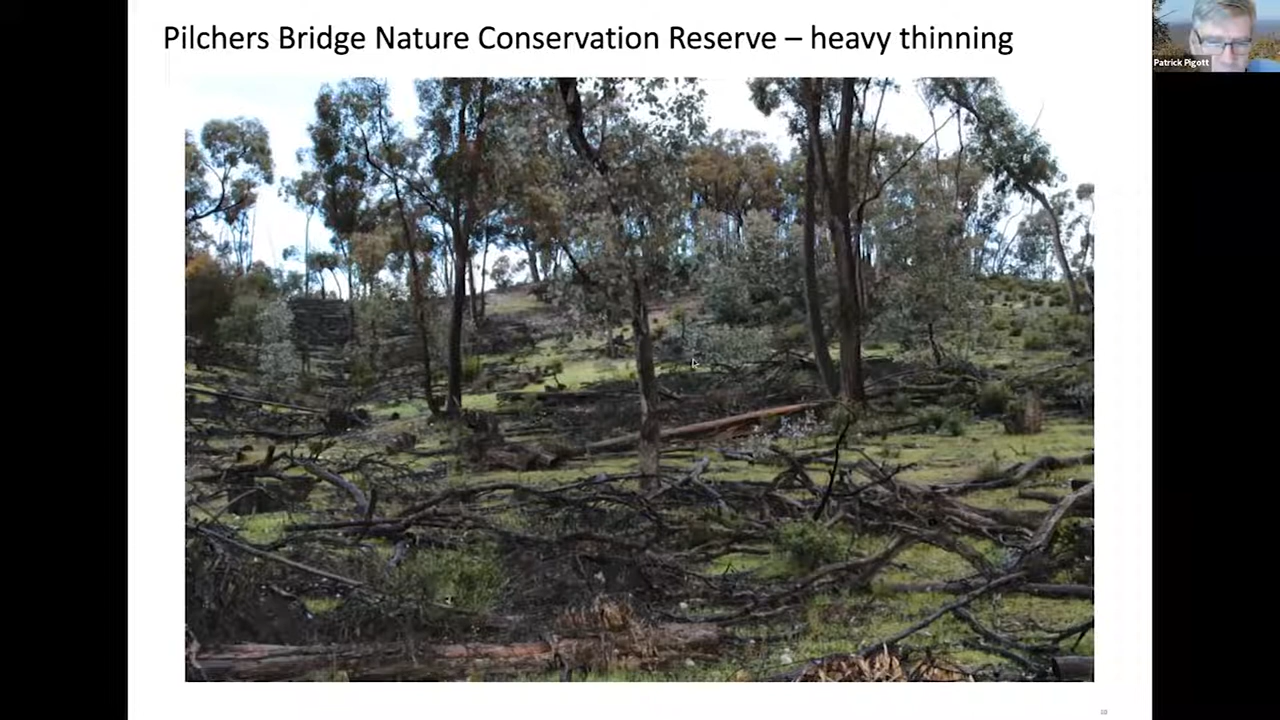 Pilchers Bridge Nature Conservation Reserve – heavy thinning
Patrick Pigott